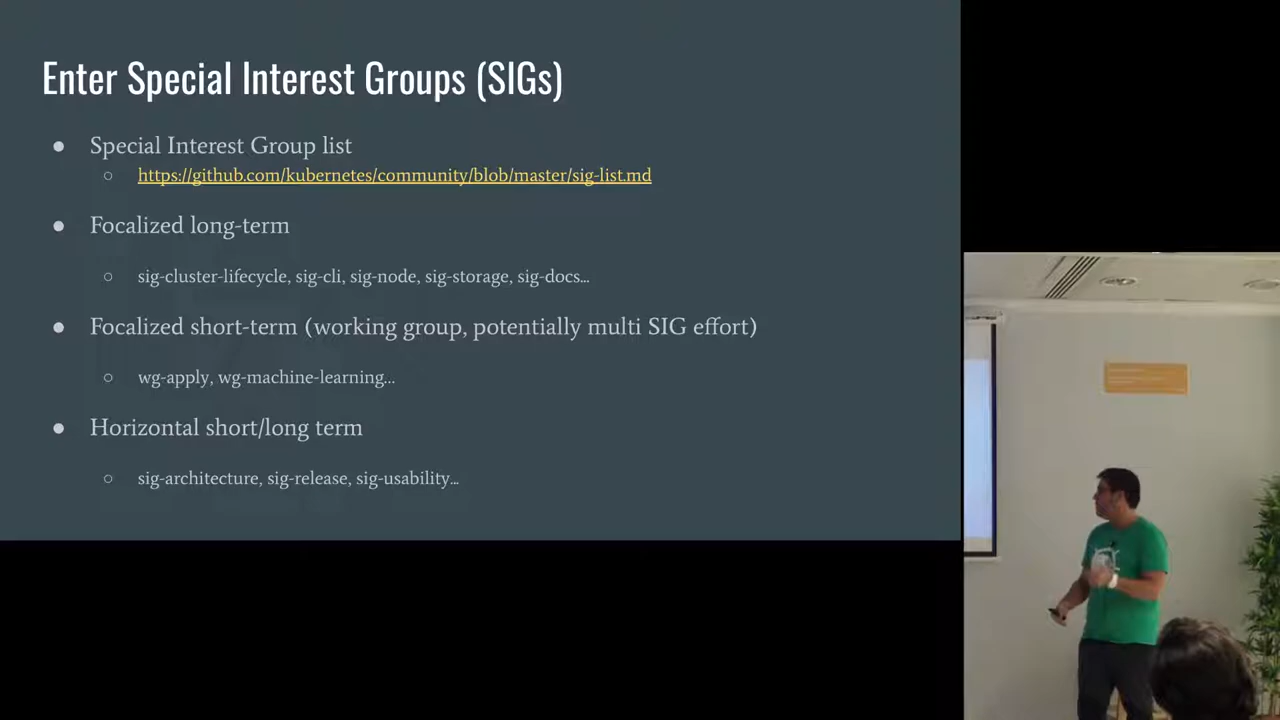 Enter Special Interest Groups (SIGs)
● Special Interest Group list
○ https://github.com/kubernetes/community/blob/master/sig-list.md
● Focalized long-term
○ sig-cluster-lifecycle, sig-cli, sig-node, sig-storage, sig-docs...
● Focalized short-term (working group, potentially multi SIG effort)
○ wg-apply, wg-machine-learning...
● Horizontal short/long term
○ sig-architecture, sig-release, sig-usability...